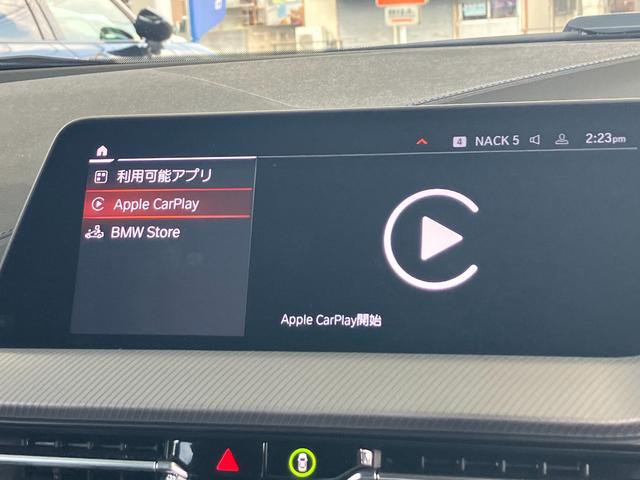 4 NACK 5 2:23pm
利用可能アプリ
Apple CarPlay
BMW Store
Apple CarPlay開始